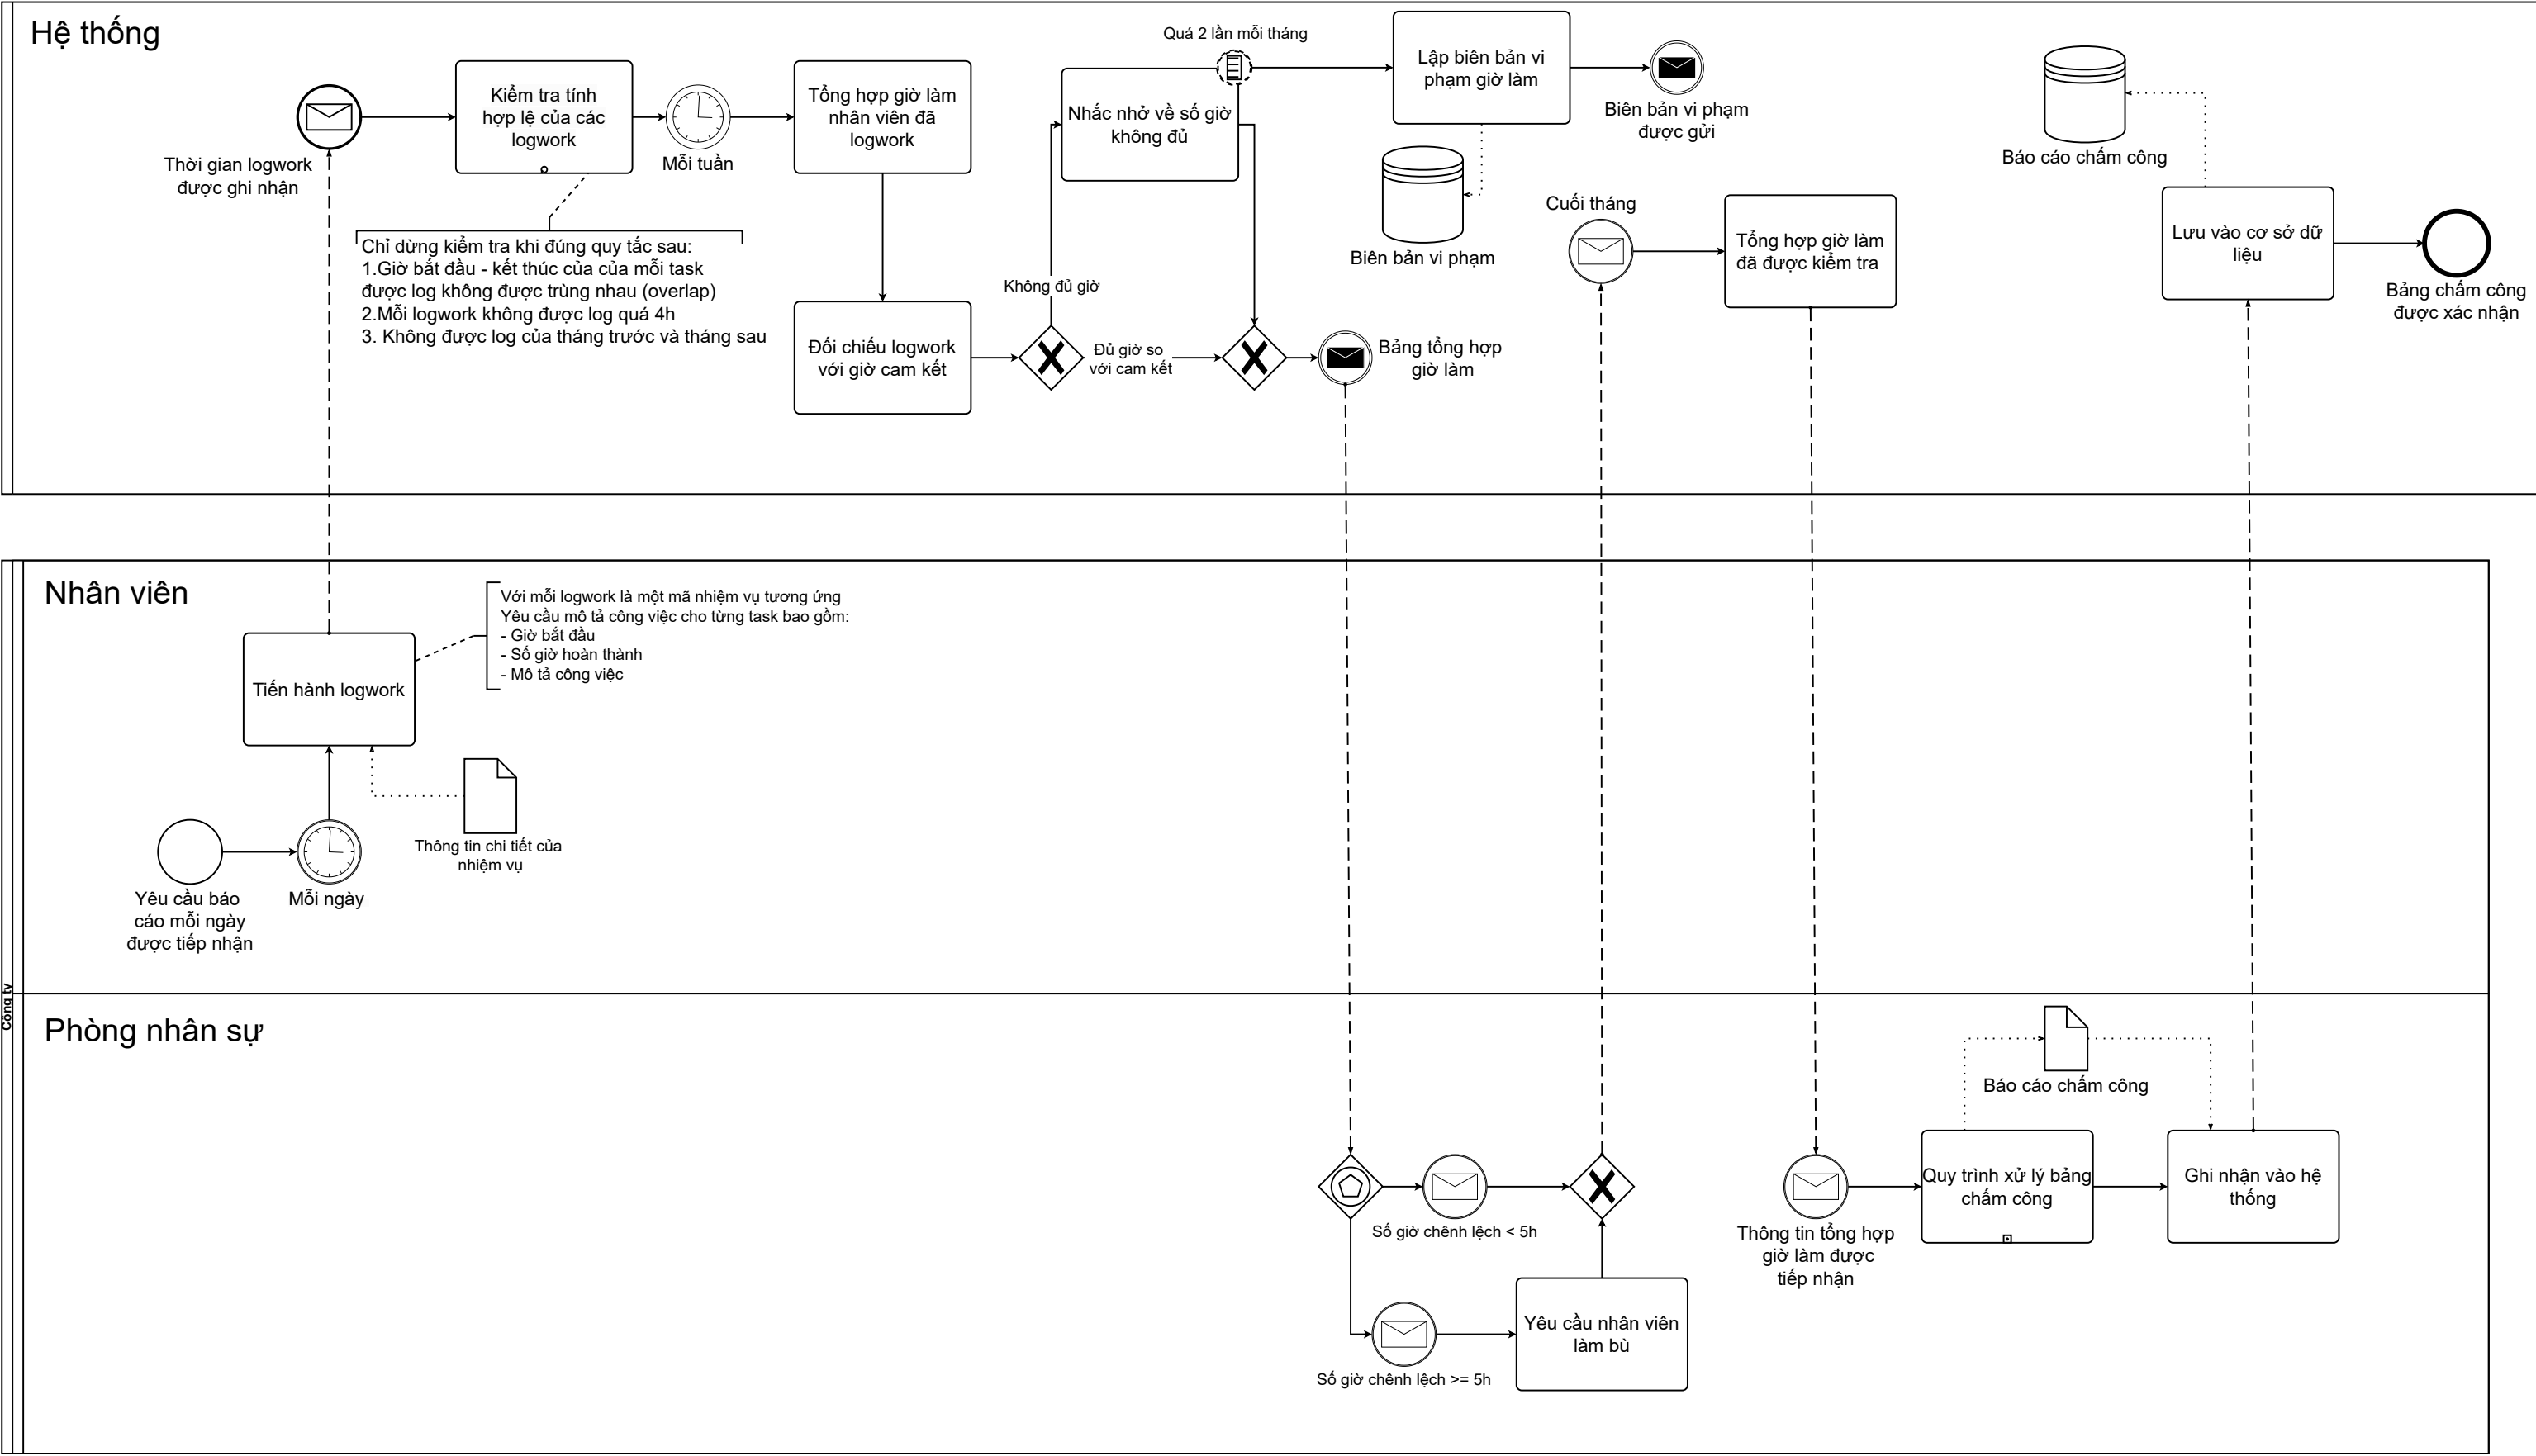 Hệ thống
Quá 2 lần mỗi tháng
Kiểm tra tính
hợp lệ của các
logwork
Tổng hợp giờ làm
nhân viên đã
logwork
Nhắc nhở về số giờ
không đủ
Lập biên bản vi
phạm giờ làm
Biên bản vi phạm
được gửi
Báo cáo chấm công
Thời gian logwork
được ghi nhận
Mỗi tuần
Biên bản vi phạm
Cuối tháng
Tổng hợp giờ làm
đã được kiểm tra
Lưu vào cơ sở dữ
liệu
Bảng chấm công
được xác nhận
Chỉ dừng kiểm tra khi đúng quy tắc sau:
1.Giờ bắt đầu - kết thúc của của mỗi task
được log không được trùng nhau (overlap)
2.Mỗi logwork không được log quá 4h
3. Không được log của tháng trước và tháng sau
Không đủ giờ
Đối chiếu logwork
với giờ cam kết
Đủ giờ so
với cam kết
Bảng tổng hợp
giờ làm
Công ty
Nhân viên
Với mỗi logwork là một mã nhiệm vụ tương ứng
Yêu cầu mô tả công việc cho từng task bao gồm:
- Giờ bắt đầu
- Số giờ hoàn thành
- Mô tả công việc
Tiến hành logwork
Thông tin chi tiết của
nhiệm vụ
Yêu cầu báo
cáo mỗi ngày
được tiếp nhận
Mỗi ngày
Phòng nhân sự
Báo cáo chấm công
Số giờ chênh lệch < 5h
Thông tin tổng hợp
giờ làm được
tiếp nhận
Quy trình xử lý bảng
chấm công
Ghi nhận vào hệ
thống
Số giờ chênh lệch >= 5h
Yêu cầu nhân viên
làm bù